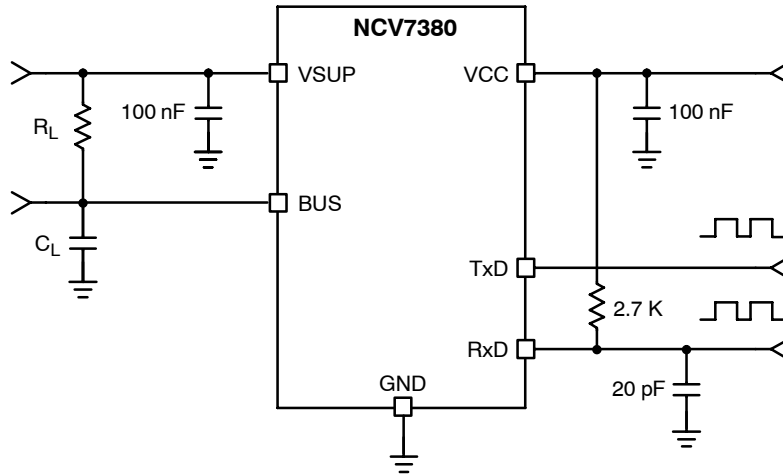 NCV7380
VSUP
VCC
100 nF
100 nF
RL
BUS
CL
TxD
2.7 K
RxD
GND
20 pF